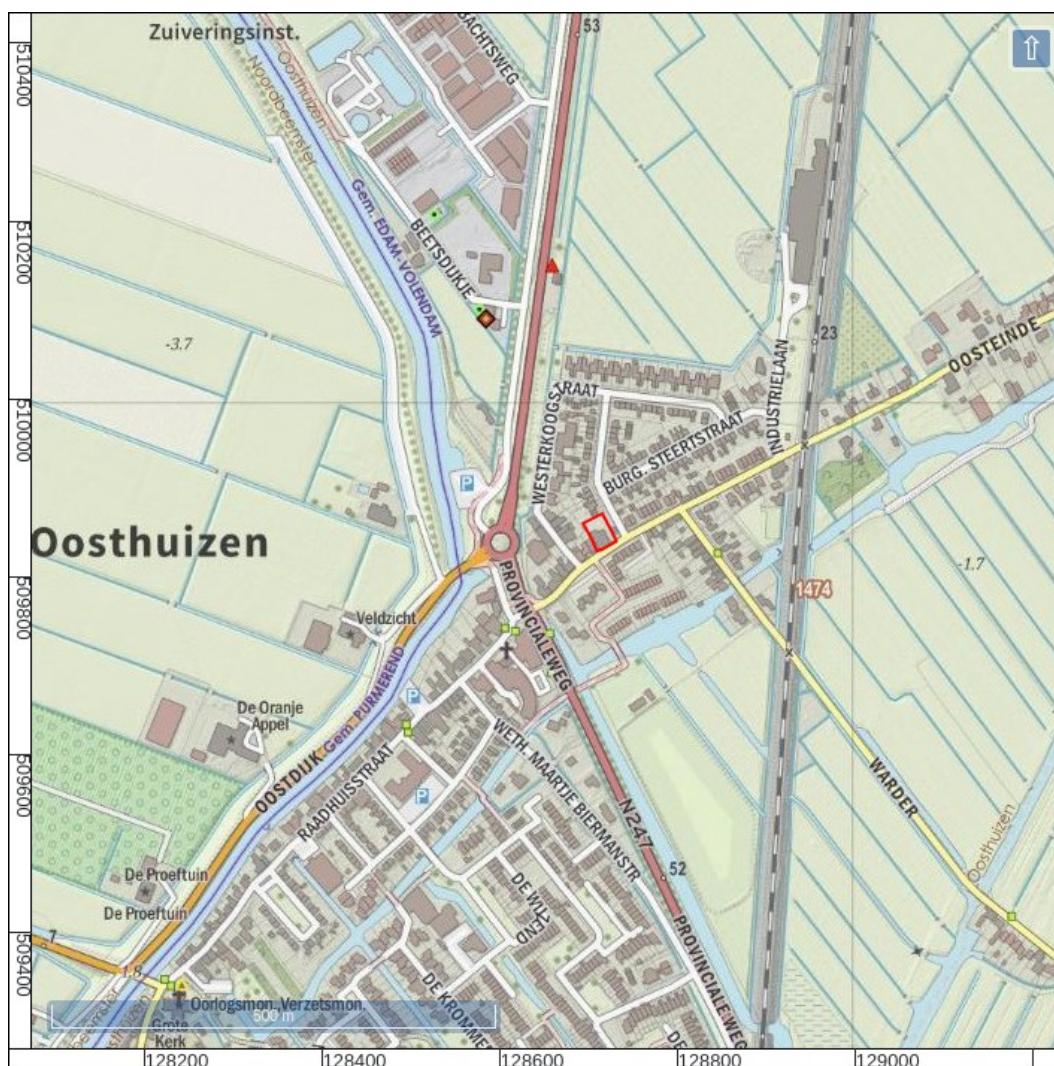 Zuiveringsinst.
BACHTSWEG
53
510400
Oosthuizen
Noordbeemster
Gem. EDAM-VOLENDAM
BEETSDIJKJE
510200
-3.7
23
INDUSTRIELAAN
OOSTEINDE
WESTERKOOGSTRAAT
BURG. STEERTSTRAAT
510000
P
Oosthuizen
-1.7
1474
509800
PROVINCIALEWEG
Veldzicht
Gem. PURMEREND
De Oranje
Appel
P
OOSTDIJK
RAADHUISSTRAAT
P
WETH. MAARTJE BIERMANSTR
N247
WARDER
Oosthuizen
509600
52
De Proeftuin
De Proeftuin
DE WIJZEND
PROVINCIALEWEG
7
1.8
509400
Oorlogsmon. Verzetsmon.
Grote
Kerk
DE KROMME
DE
500 m
128200
128400
128600
128800
129000